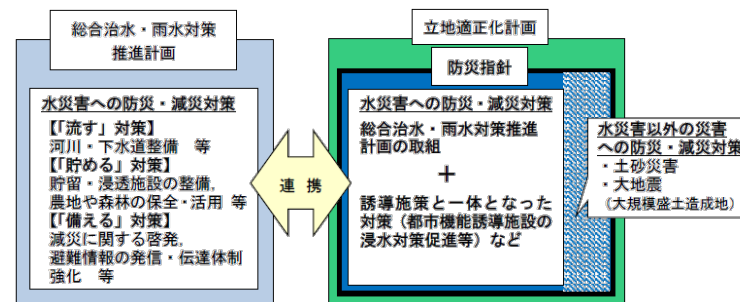 総合治水・雨水対策
推進計画
水災害への防災・減災対策
【「流す」対策】
河川・下水道整備　等
【「貯める」対策】
貯留・浸透施設の整備，
農地や森林の保全・活用 等
【「備える」対策】
減災に関する啓発，
避難情報の発信・伝達体制
強化　等
連 携
立地適正化計画
防災指針
水災害への防災・減災対策
総合治水・雨水対策推進
計画の取組
＋
誘導施策と一体となった
対策（都市機能誘導施設の
浸水対策促進等）など
水災害以外の災害
への防災・減災対策
・土砂災害
・大地震
（大規模盛土造成地）